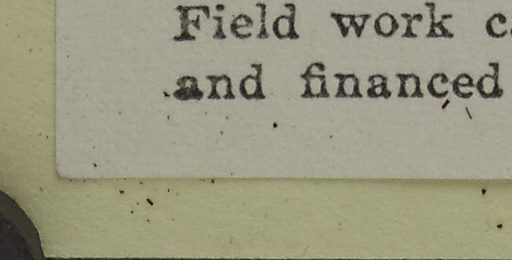 Field work
and financed